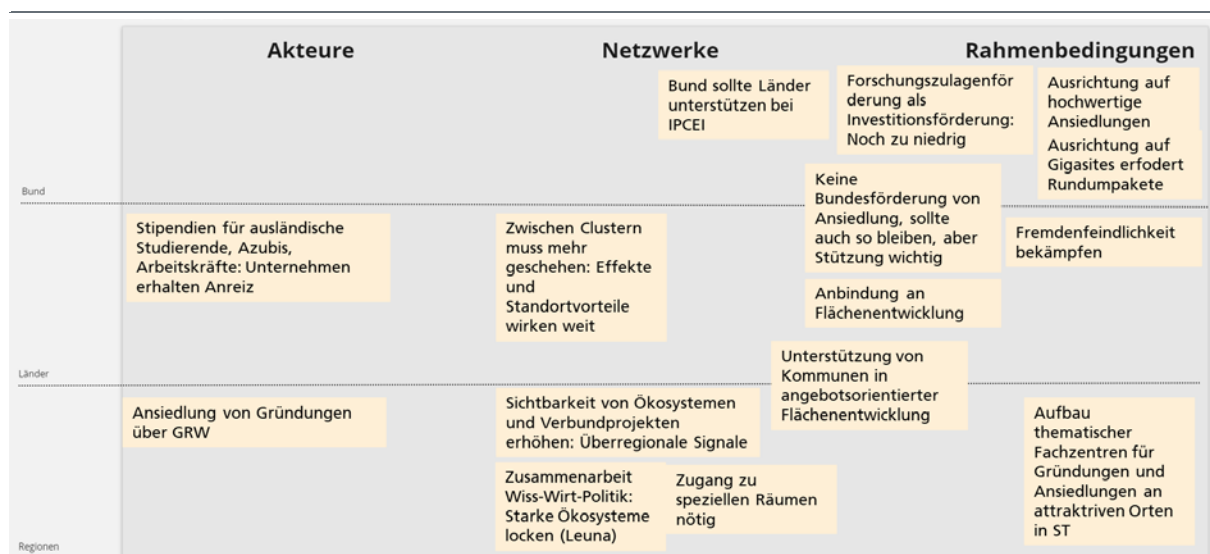 Akteure
Netzwerke
Rahmenbedingungen
Bund sollte Länder
unterstützen bei
IPCEI
Forschungszulagenför
derung als
Investitionsförderung:
Noch zu niedrig
Ausrichtung auf
hochwertige
Ansiedlungen
Ausrichtung auf
Gigasites erfodert
Rundumpakete
Bund
Keine
Bundesförderung von
Ansiedlung, sollte
auch so bleiben, aber
Stützung wichtig
Stipendien für ausländische
Studierende, Azubis,
Arbeitskräfte: Unternehmen
erhalten Anreiz
Zwischen Clustern
muss mehr
geschehen: Effekte
und
Standortvorteile
wirken weit
Fremdenfeindlichkeit
bekämpfen
Anbindung an
Flächenentwicklung
Länder
Unterstützung von
Kommunen in
angebotsorientierter
Flächenentwicklung
Ansiedlung von Gründungen
über GRW
Sichtbarkeit von Ökosystemen
und Verbundprojekten
erhöhen: Überregionale Signale
Aufbau
thematischer
Fachzentren für
Gründungen und
Ansiedlungen an
attraktriven Orten
in ST
Zusammenarbeit
Wiss-Wirt-Politik:
Starke Ökosysteme
locken (Leuna)
Zugang zu
speziellen Räumen
nötig
Regionen